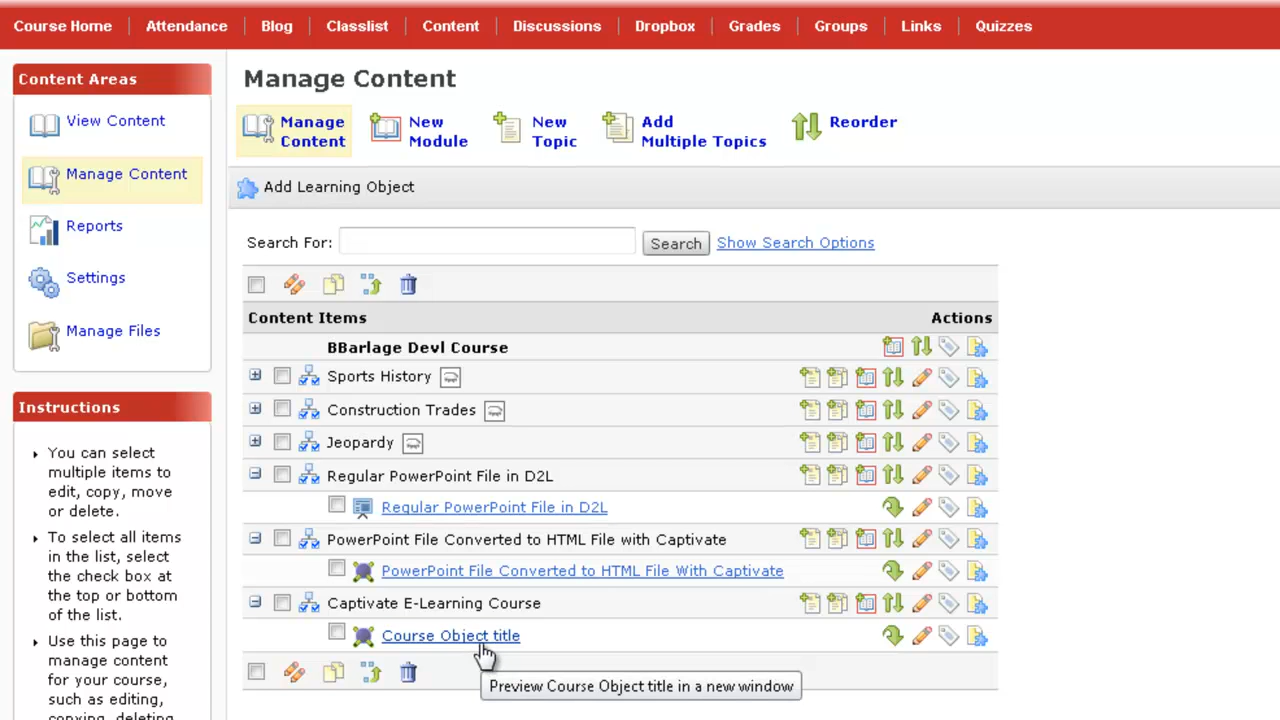 Course Home Attendance Blog Classlist Content Discussions Dropbox Grades Groups Links Quizzes
Content Areas
View Content
Manage Content
Reports
Settings
Manage Files
Instructions
You can select
multiple items to
edit, copy, move
or delete.
To select all items
in the list, select
the check box at
the top or bottom
of the list.
Use this page to
manage content
for your course,
such as editing,
copying, deleting
Manage Content
Manage
Content
New
Module
New
Topic
Add
Multiple Topics
Reorder
Add Learning Object
Search For: Search Show Search Options
Content Items Actions
BBarlage Devl Course
Sports History
Construction Trades
Jeopardy
Regular PowerPoint File in D2L
Regular PowerPoint File in D2L
PowerPoint File Converted to HTML File with Captivate
PowerPoint File Converted to HTML File With Captivate
Captivate E-Learning Course
Course Object title
Preview Course Object title in a new window